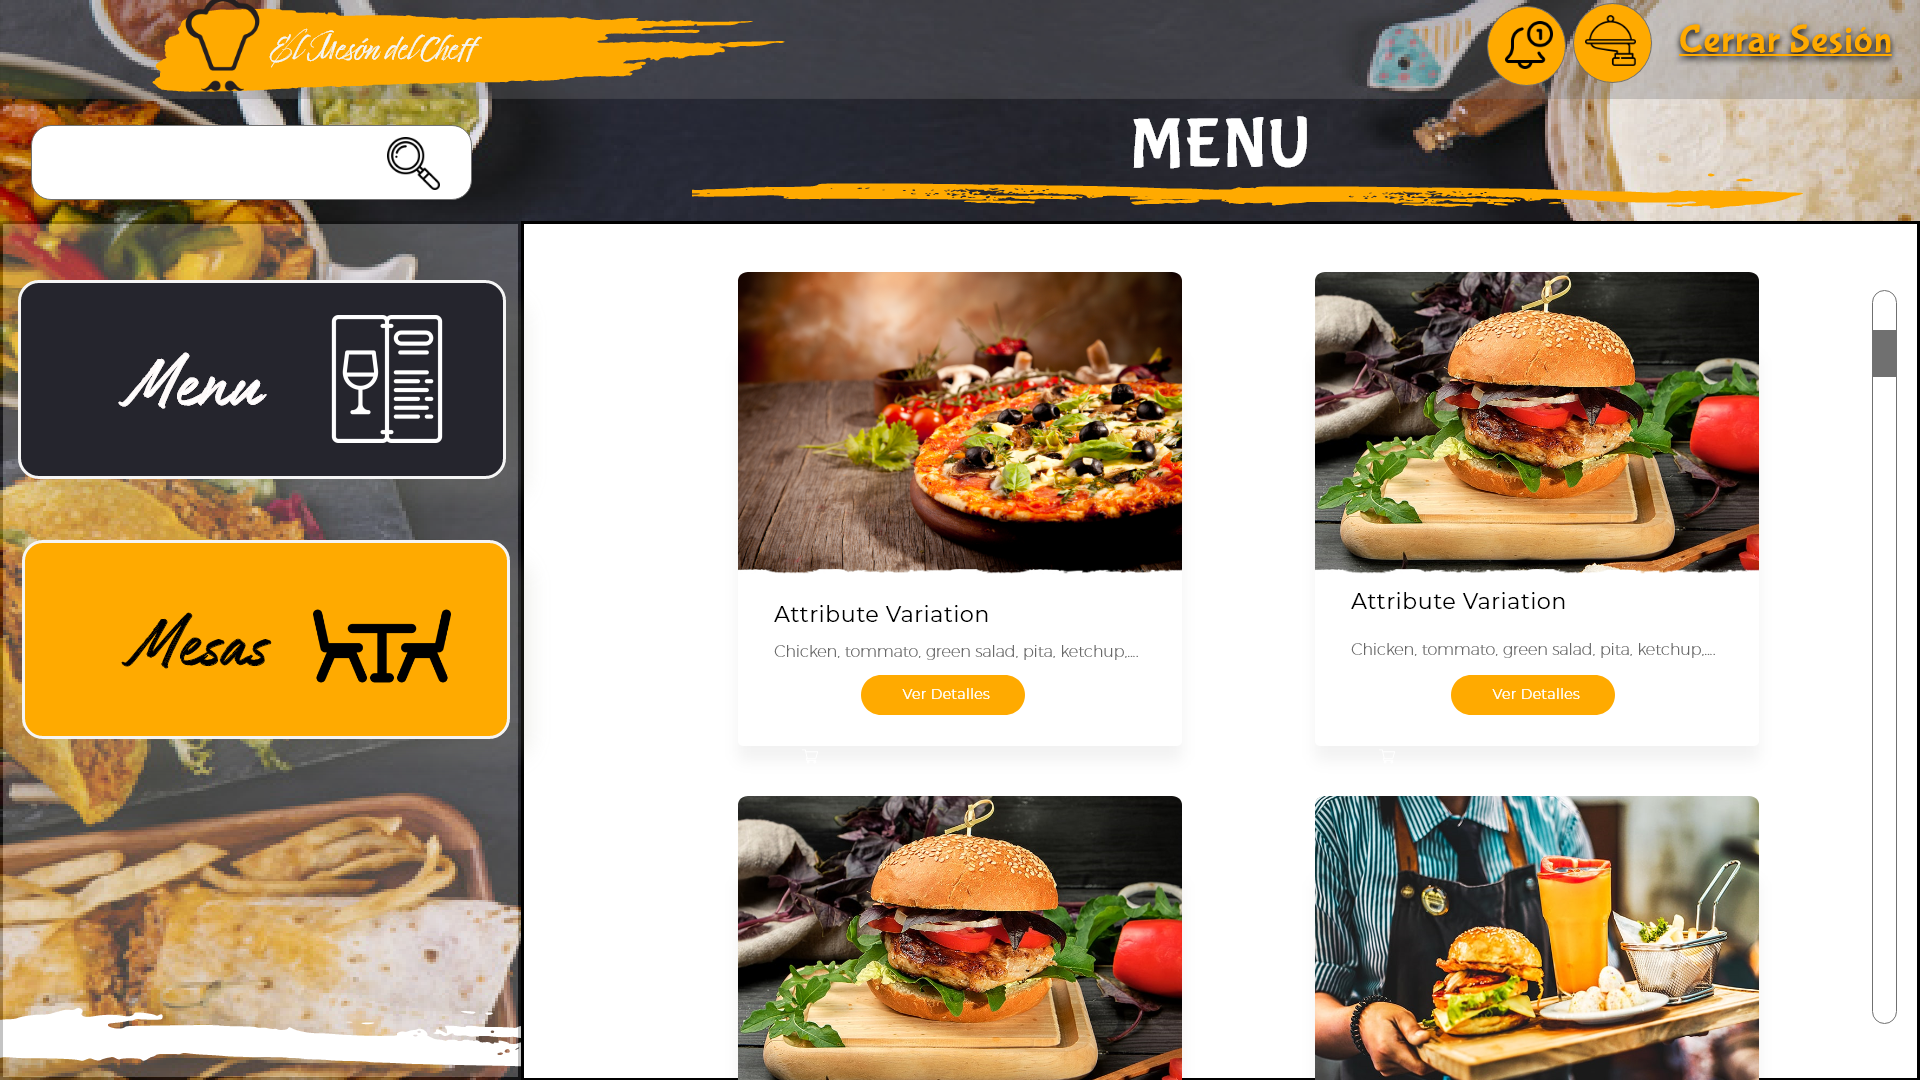 El Mesón del Cheff
1
Cerrar Sesión
MENU
Menu
Mesas
Attribute Variation
Chicken, tommato, green salad, pita, ketchup,....
Ver Detalles
Attribute Variation
Chicken, tommato, green salad, pita, ketchup,....
Ver Detalles